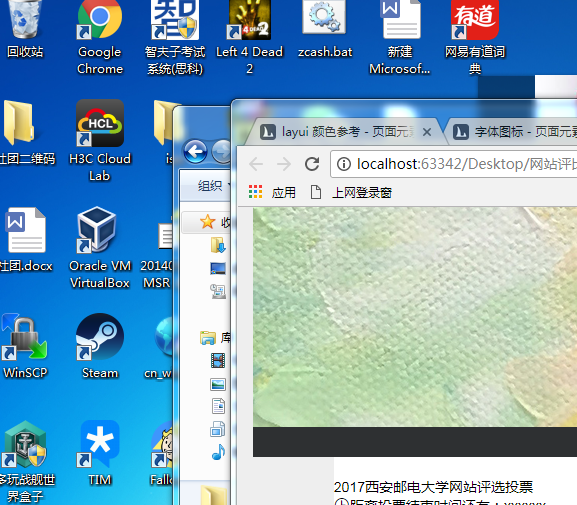 回收站
Google Chrome
智夫子考试系统(思科)
Left 4 Dead 2
zcash.bat
新建 Microsof...
网易有道词典
社团二维码
H3C Cloud Lab
is
社团.docx
Oracle VM VirtualBox
20140
MSR
WinSCP
Steam
cn_w
多玩战舰世界盒子
TIM
Fallo
组织
收
库
layui 颜色参考 - 页面元素
字体图标 - 页面元素
localhost:63342/Desktop/网站评比
应用
上网登录窗
2017西安邮电大学网站评选投票
距离投票结束时间还有：xxxxxx